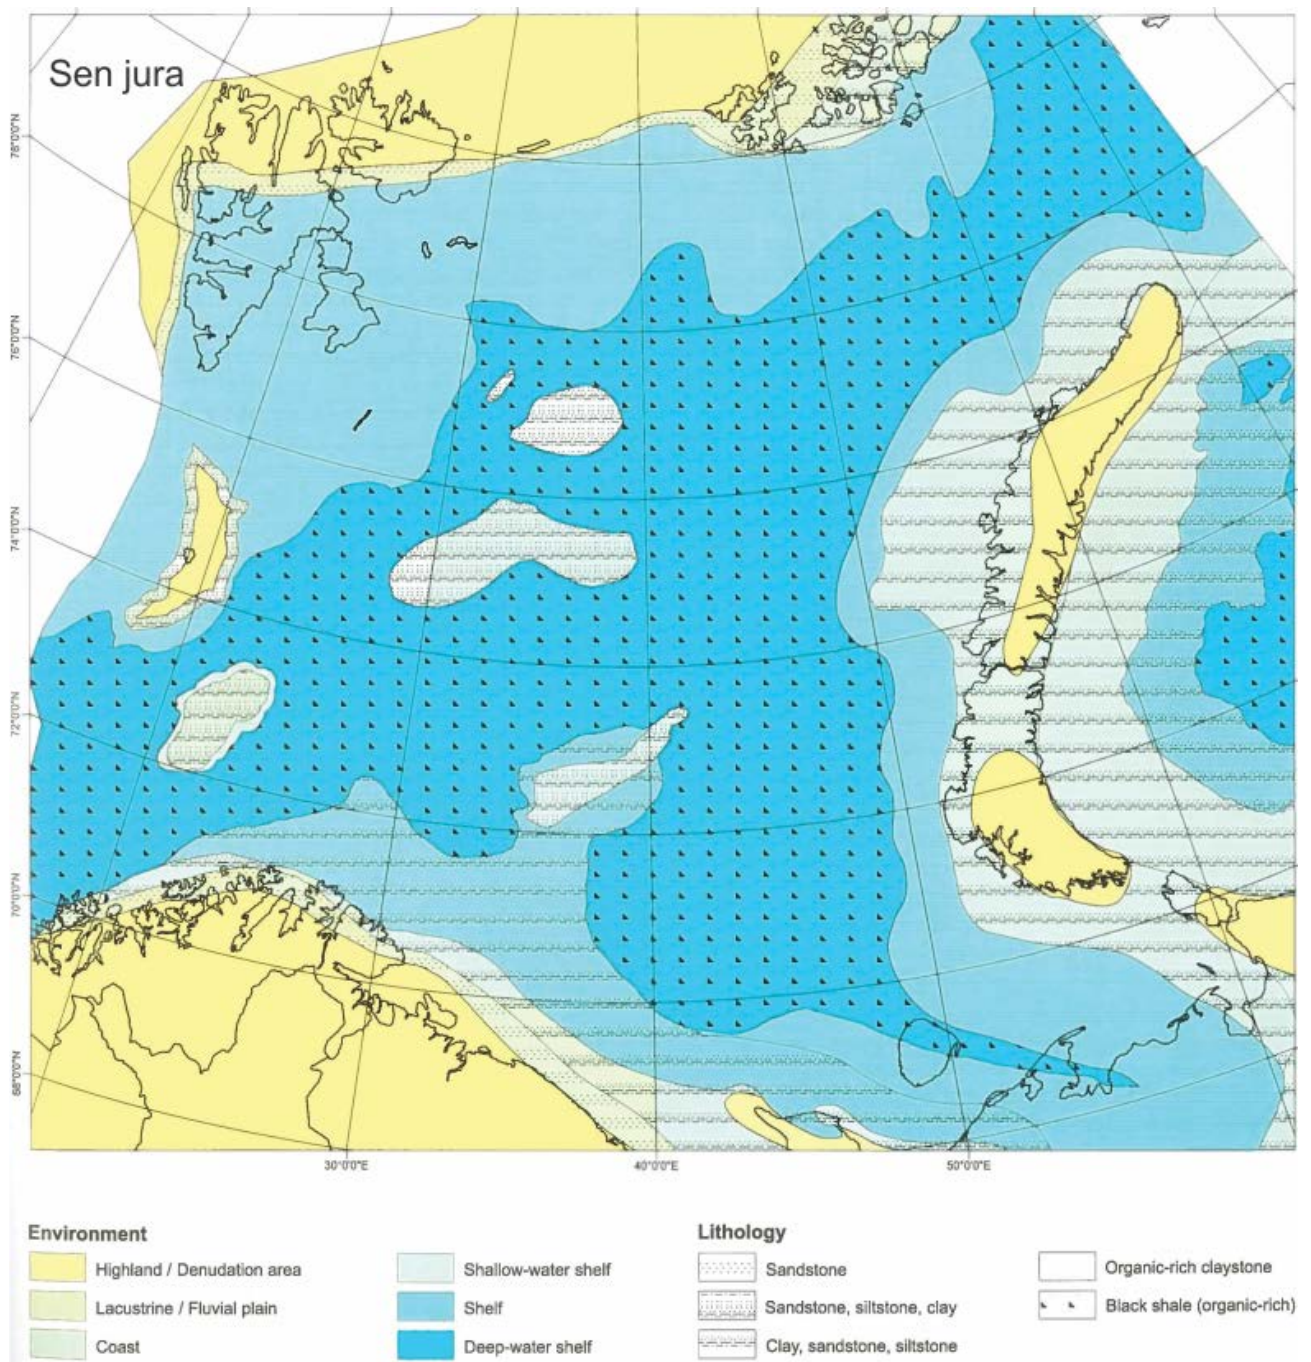 Sen jura
78°0'0"N
76°0'0"N
74°0'0"N
72°0'0"N
70°0'0"N
68°0'0"N
30°0'0"E
40°0'0"E
50°0'0"E
Environment
Highland / Denudation area
Lacustrine / Fluvial plain
Coast
Shallow-water shelf
Shelf
Deep-water shelf
Lithology
Sandstone
Sandstone, siltstone, clay
Clay, sandstone, siltstone
Organic-rich claystone
Black shale (organic-rich)